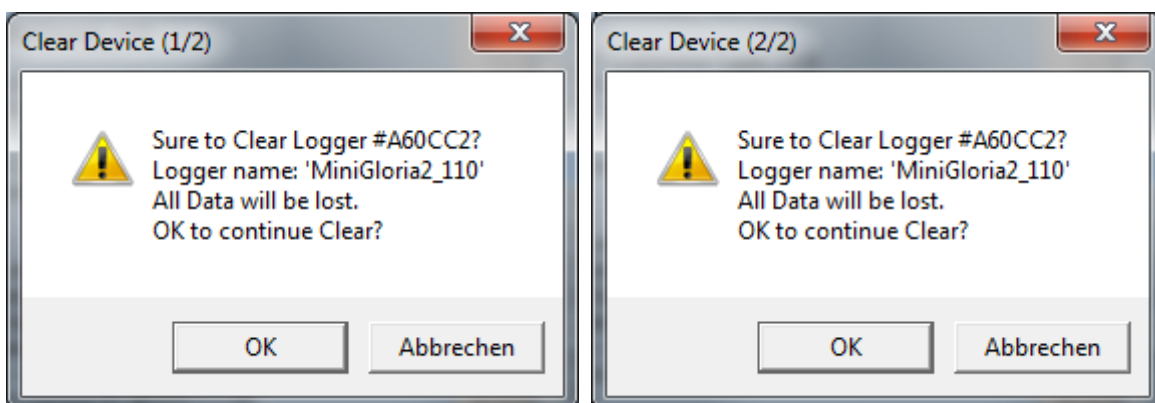 Clear Device (1/2)
Sure to Clear Logger #A60CC2?
Logger name: 'MiniGloria2_110'
All Data will be lost.
OK to continue Clear?
OK
Abbrechen
Clear Device (2/2)
Sure to Clear Logger #A60CC2?
Logger name: 'MiniGloria2_110'
All Data will be lost.
OK to continue Clear?
OK
Abbrechen